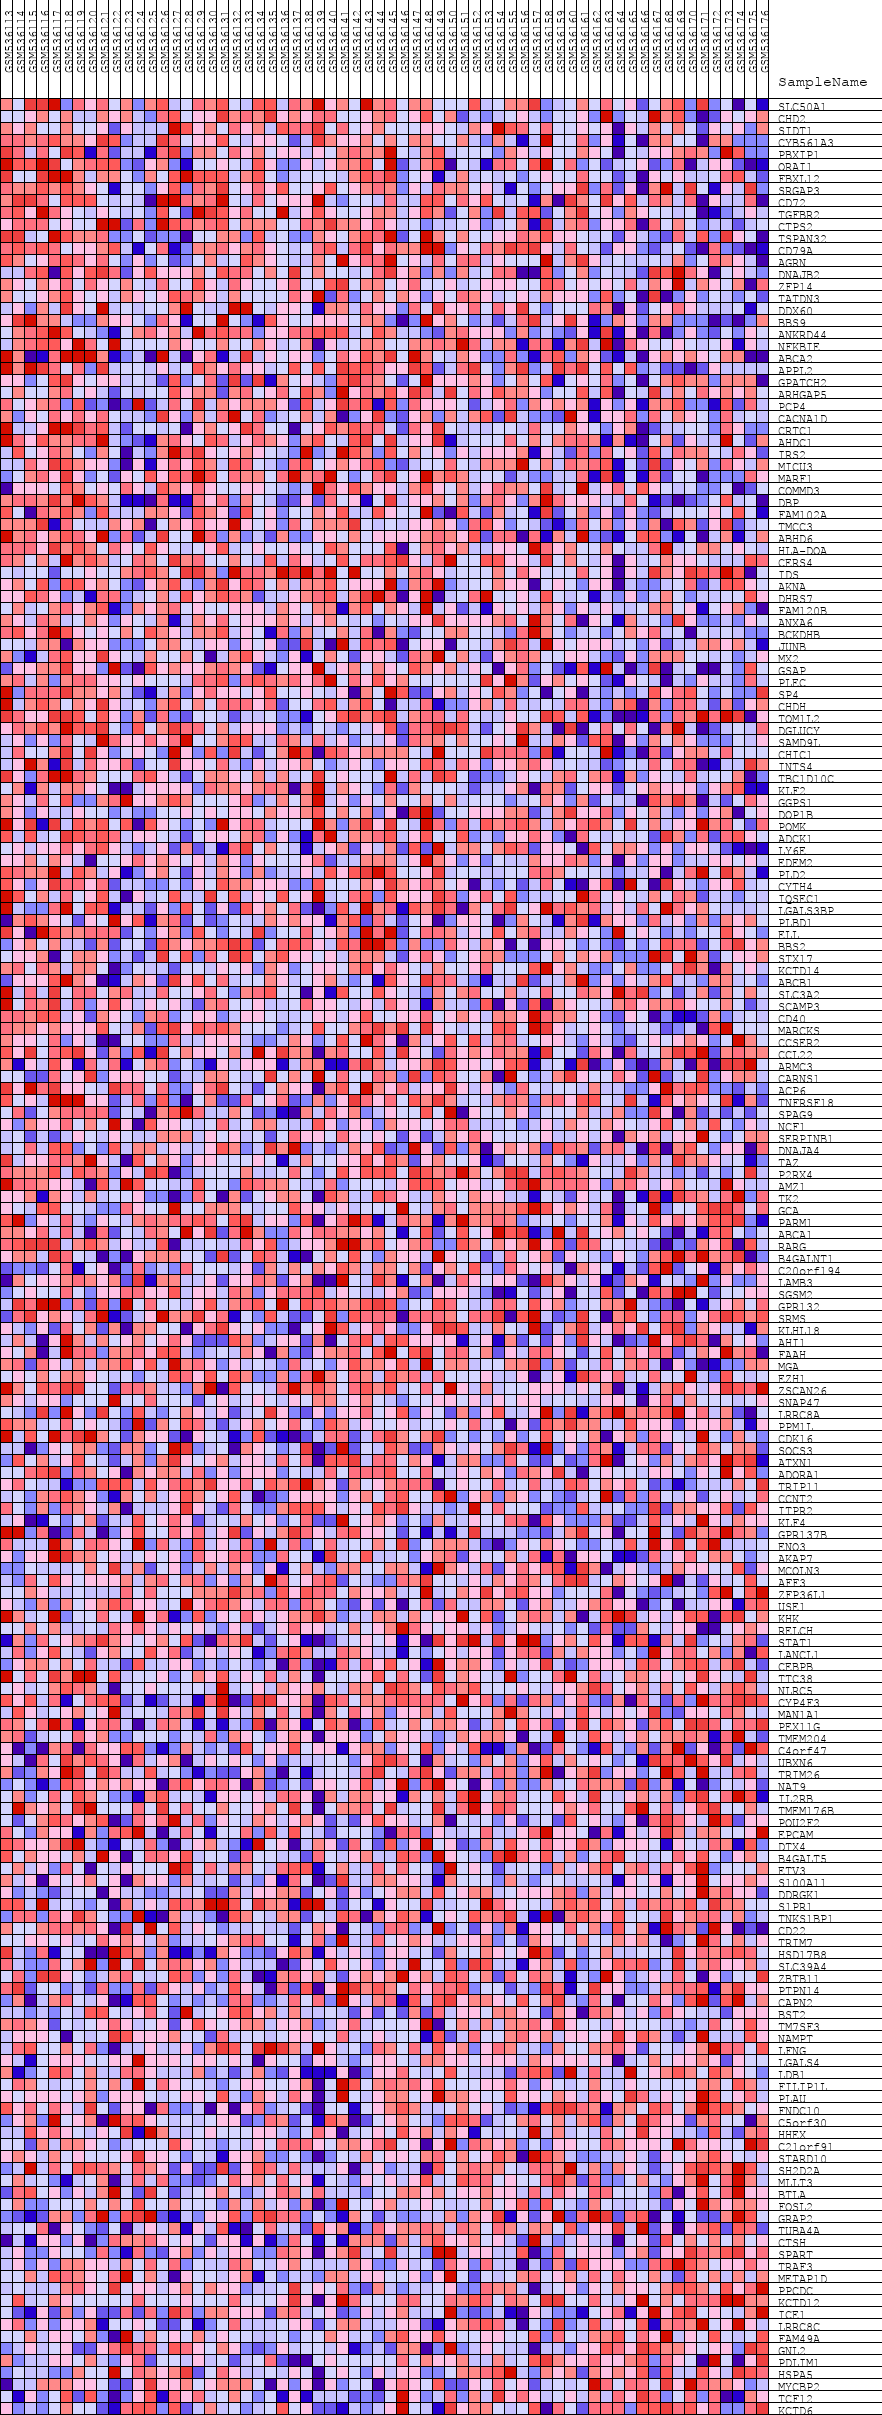 GSM536113
GSM536114
GSM536115
GSM536116
GSM536117
GSM536118
GSM536119
GSM536120
GSM536121
GSM536122
GSM536123
GSM536124
GSM536125
GSM536126
GSM536127
GSM536128
GSM536129
GSM536130
GSM536131
GSM536132
GSM536133
GSM536134
GSM536135
GSM536136
GSM536137
GSM536138
GSM536139
GSM536140
GSM536141
GSM536142
GSM536143
GSM536144
GSM536145
GSM536146
GSM536147
GSM536148
GSM536149
GSM536150
GSM536151
GSM536152
GSM536153
GSM536154
GSM536155
GSM536156
GSM536157
GSM536158
GSM536159
GSM536160
GSM536161
GSM536162
GSM536163
GSM536164
GSM536165
GSM536166
GSM536167
GSM536168
GSM536169
GSM536170
GSM536171
GSM536172
GSM536173
GSM536174
GSM536175
GSM536176
SampleName
SLC50A1
CHD2
SIDT1
CYB561A3
PBXIP1
ORAI1
FBXL12
SRGAP3
CD72
TGFBR2
CTPS2
TSPAN32
CD79A
AGRN
DNAJB2
ZFP14
TATDN3
DDX60
BBS9
ANKRD44
NFKBIE
ABCA2
APPL2
GPATCH2
ARHGAP5
PCP4
CACNA1D
CRTC1
AHDC1
IRS2
MICU3
MARF1
COMMD3
DBP
FAM102A
TMCC3
ABHD6
HLA-DOA
CERS4
IDS
AKNA
DHRS7
FAM120B
ANXA6
BCKDHB
JUNB
MX2
GSAP
PLEC
SP4
CHDH
TOM1L2
DGLUCY
SAMD9L
CHIC1
INTS4
TBC1D10C
KLF2
GGPS1
DOP1B
POMK
ADCK1
LY6E
EDEM2
PLD2
CYTH4
IQSEC1
LGALS3BP
PLBD1
ELL
BBS2
STX17
KCTD14
ABCB1
SLC3A2
SCAMP3
CD40
MARCKS
CCSER2
CCL22
ARMC3
CARNS1
ACP6
TNFRSF18
SPAG9
NCF1
SERPINB1
DNAJA4
TAZ
P2RX4
AMZ1
TK2
GCA
PARM1
ABCA1
RARG
B4GALNT1
C20orf194
LAMB3
SGSM2
GPR132
SRMS
KLHL18
AHI1
FAAH
MGA
EZH1
ZSCAN26
SNAP47
LRRC8A
PPM1L
CDK16
SOCS3
ATXN1
ADORA1
TRIP11
CCNT2
ITPR2
KLF4
GPR137B
ENO3
AKAP7
MCOLN3
AFF3
ZFP36L1
USE1
KHK
RELCH
STAT1
LANCL1
CEBPB
TTC38
NLRC5
CYP4F3
MAN1A1
PEX11G
TMEM204
C4orf47
UBXN6
TRIM26
NAT9
IL2RB
TMEM176B
POU2F2
EPCAM
DTX4
B4GALT5
ETV3
S100A11
DDRGK1
S1PR1
TNKS1BP1
CD22
TRIM7
HSD17B8
SLC39A4
ZBTB11
PTPN14
CAPN2
BST2
TM7SF3
NAMPT
LFNG
LGALS4
LDB1
FILIP1L
PLAU
FNDC10
C5orf30
HHEX
C21orf91
STARD10
SH2D2A
MLLT3
BTLA
FOSL2
GRAP2
TUBA4A
CTSH
SPART
TRAF3
METAP1D
PPCDC
KCTD12
ICE1
LRRC8C
FAM49A
GNL2
PDLIM1
HSPA5
MYCBP2
TCF12
KCTD6